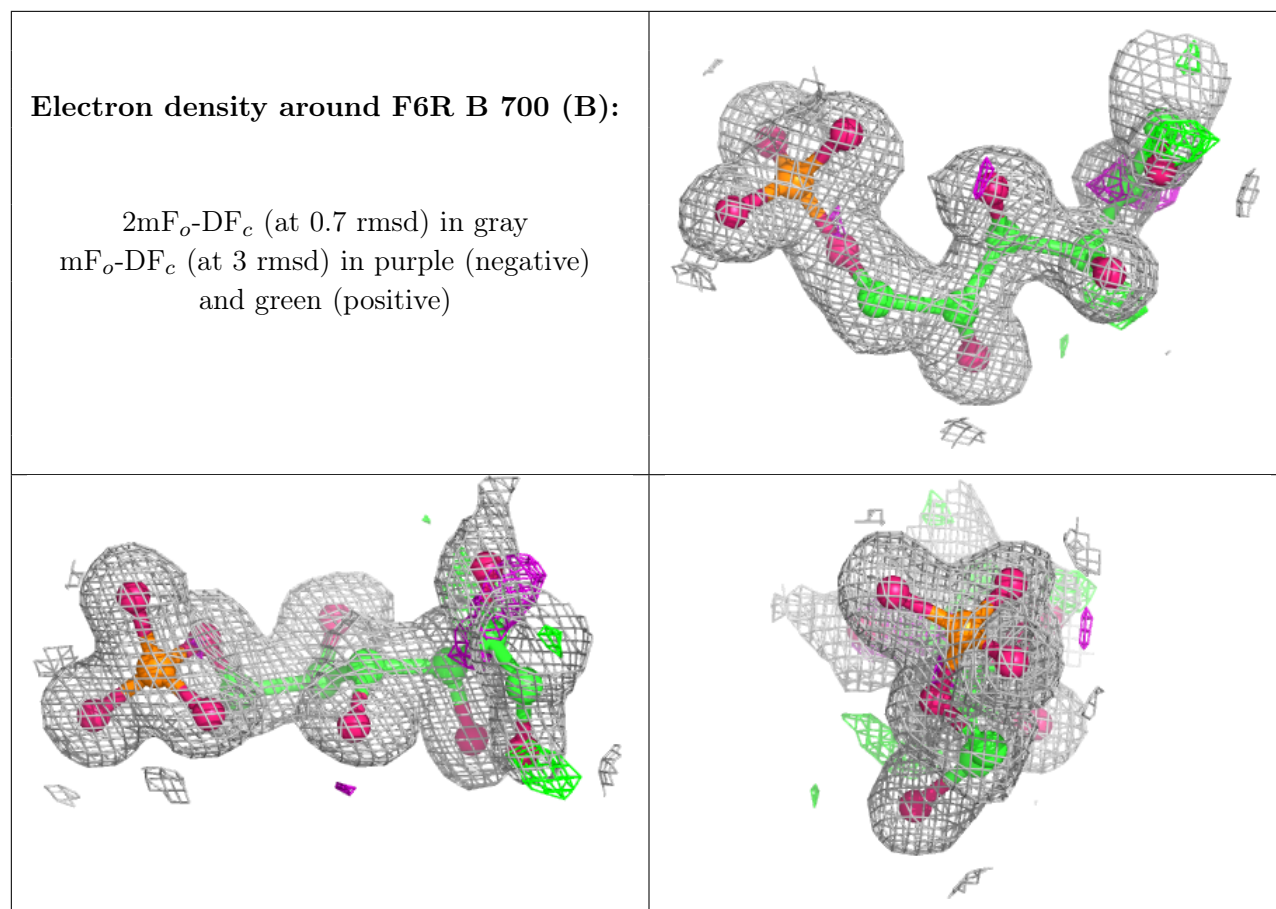 Electron density around F6R B 700 (B):
2mFₒ-DF𝑐 (at 0.7 rmsd) in gray
mFₒ-DF𝑐 (at 3 rmsd) in purple (negative)
and green (positive)